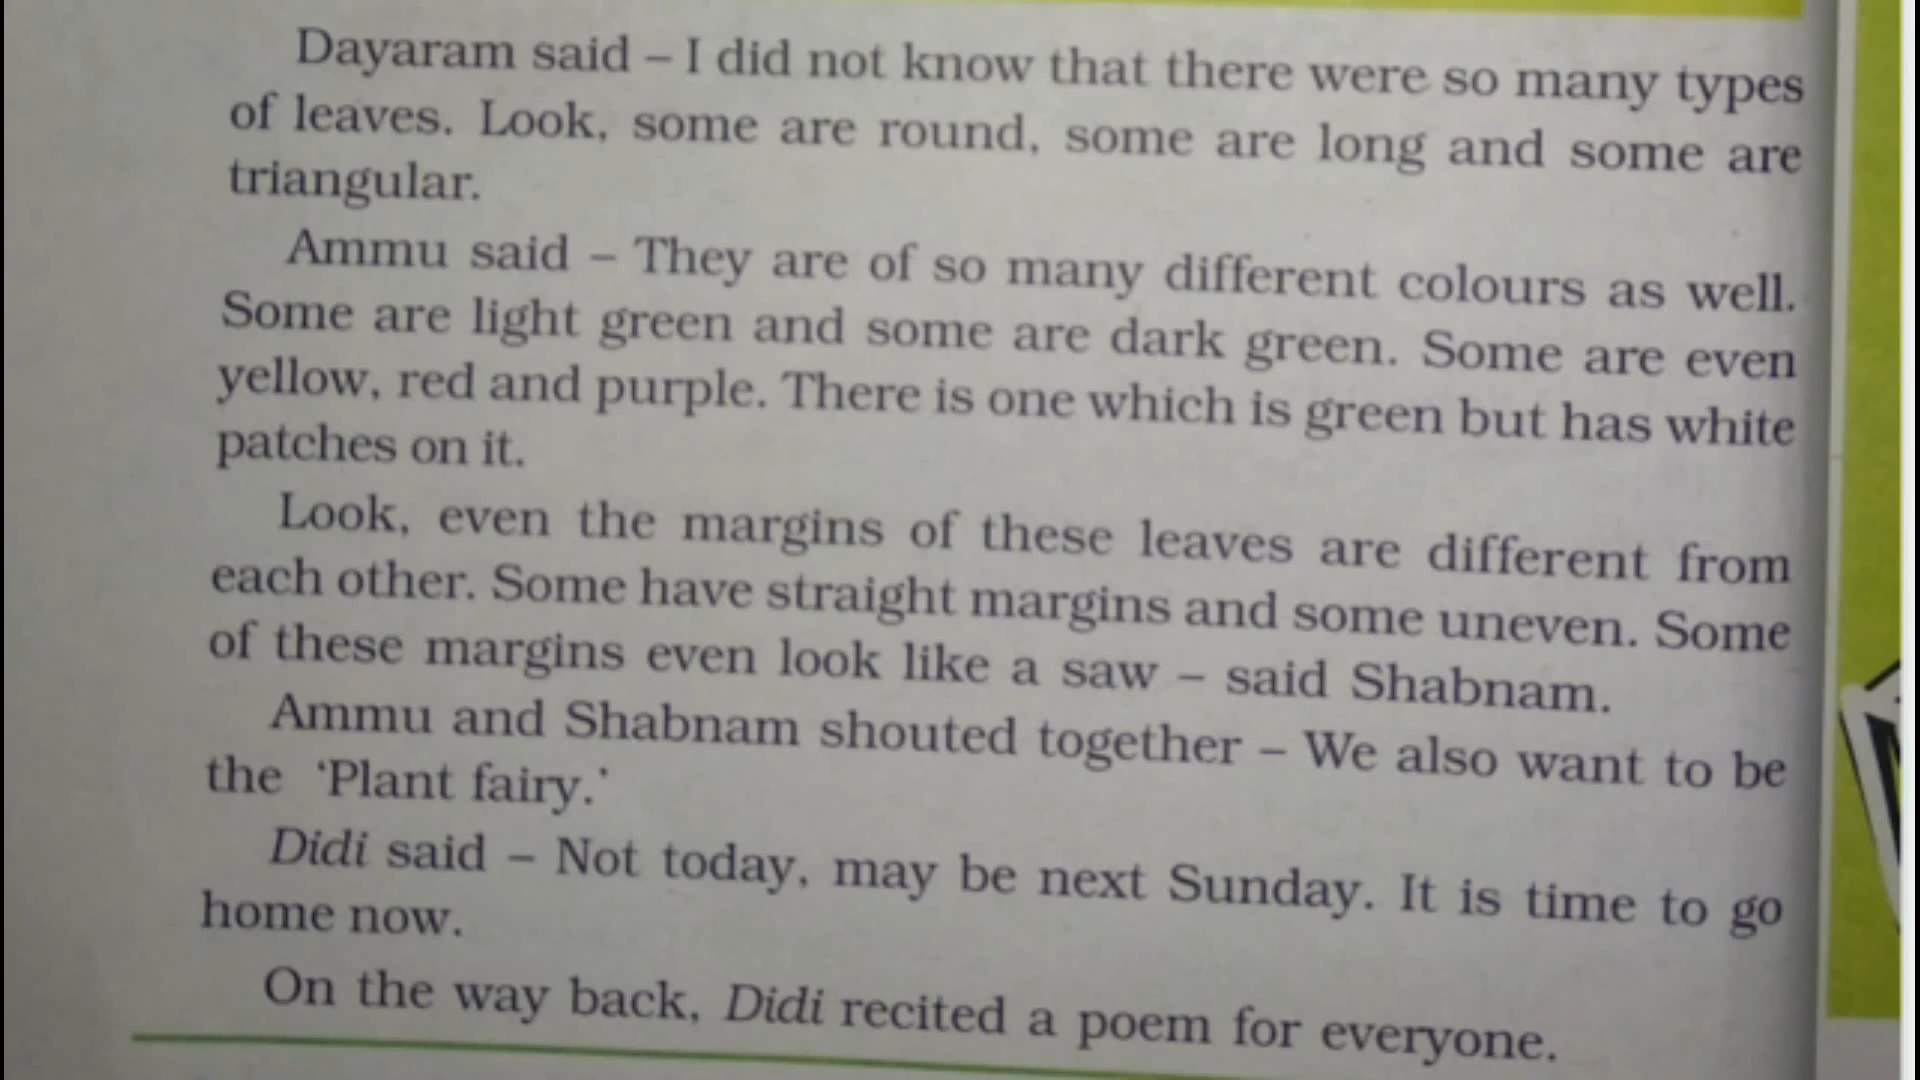 Dayaram said – I did not know that there were so many types
of leaves. Look, some are round, some are long and some are
triangular.
Ammu said – They are of so many different colours as well.
Some are light green and some are dark green. Some are even
yellow, red and purple. There is one which is green but has white
patches on it.
Look, even the margins of these leaves are different from
each other. Some have straight margins and some uneven. Some
of these margins even look like a saw – said Shabnam.
Ammu and Shabnam shouted together – We also want to be
the ‘Plant fairy.’
Didi said – Not today, may be next Sunday. It is time to go
home now.
On the way back, Didi recited a poem for everyone.